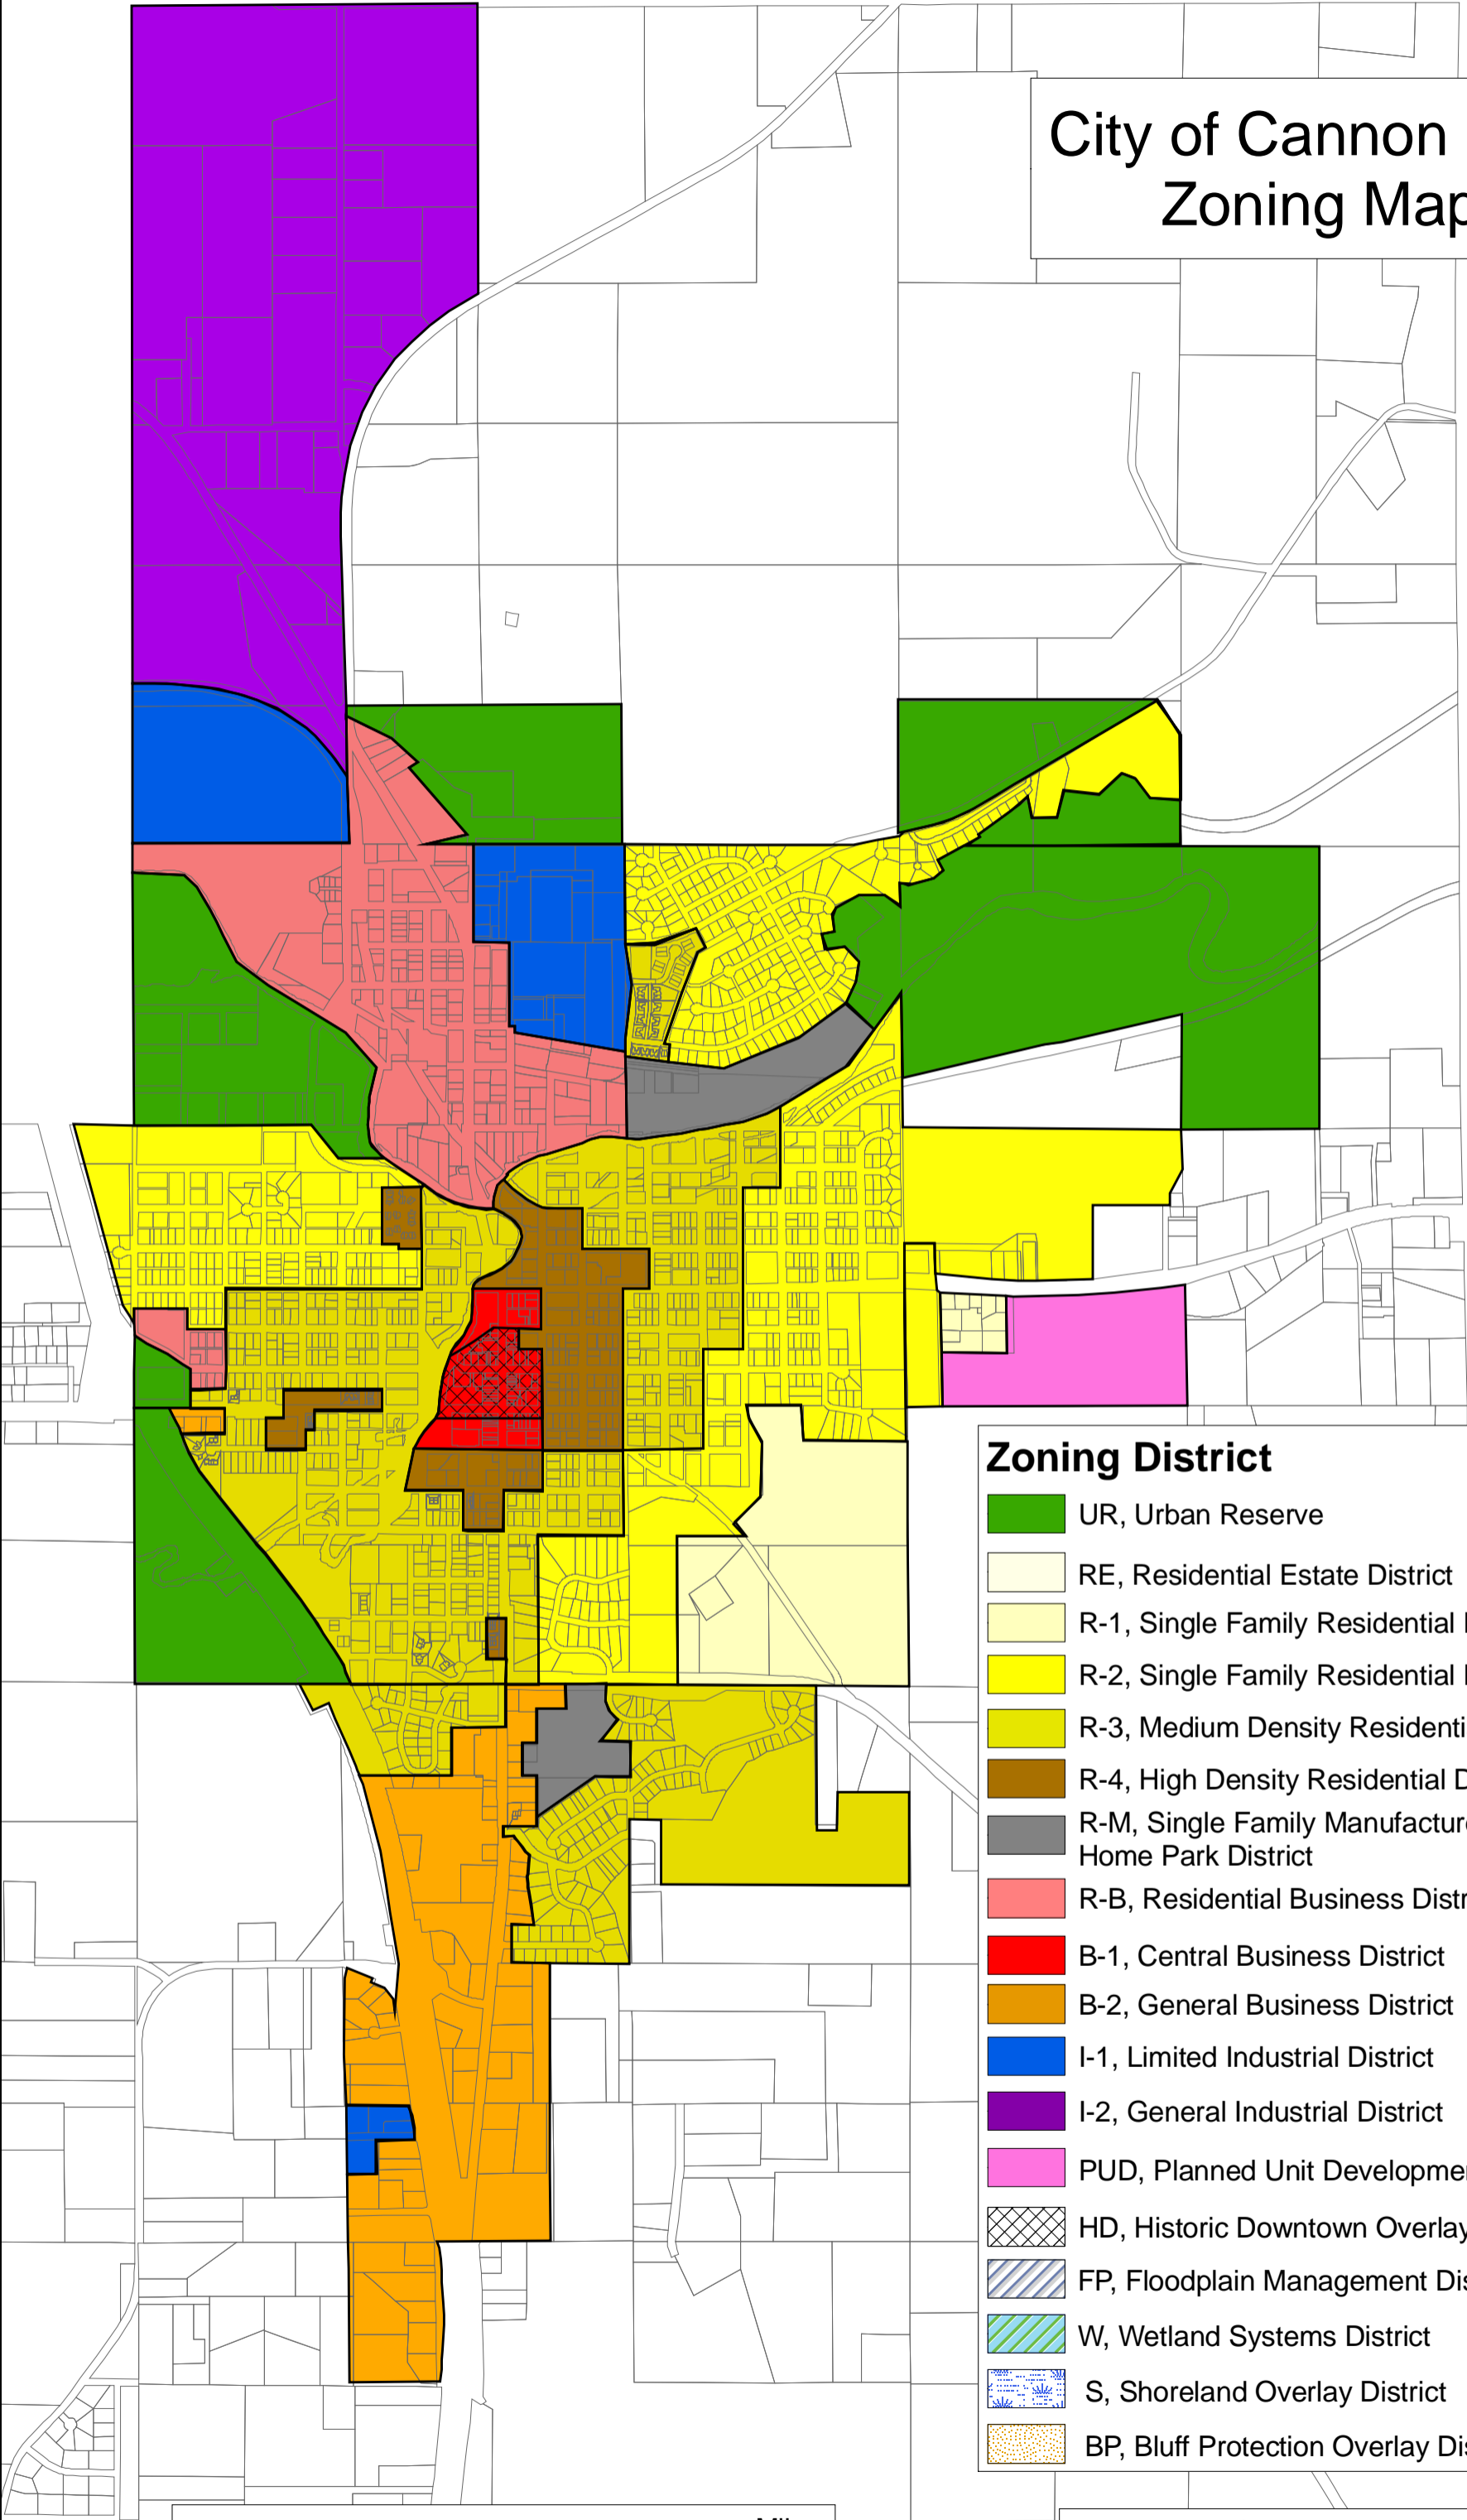 City of Cannon
Zoning Map
Zoning District
UR, Urban Reserve
RE, Residential Estate District
R-1, Single Family Residential
R-2, Single Family Residential
R-3, Medium Density Residenti
R-4, High Density Residential D
R-M, Single Family Manufactur
Home Park District
R-B, Residential Business Distr
B-1, Central Business District
B-2, General Business District
I-1, Limited Industrial District
I-2, General Industrial District
PUD, Planned Unit Developme
HD, Historic Downtown Overlay
FP, Floodplain Management Dis
W, Wetland Systems District
S, Shoreland Overlay District
BP, Bluff Protection Overlay Dis